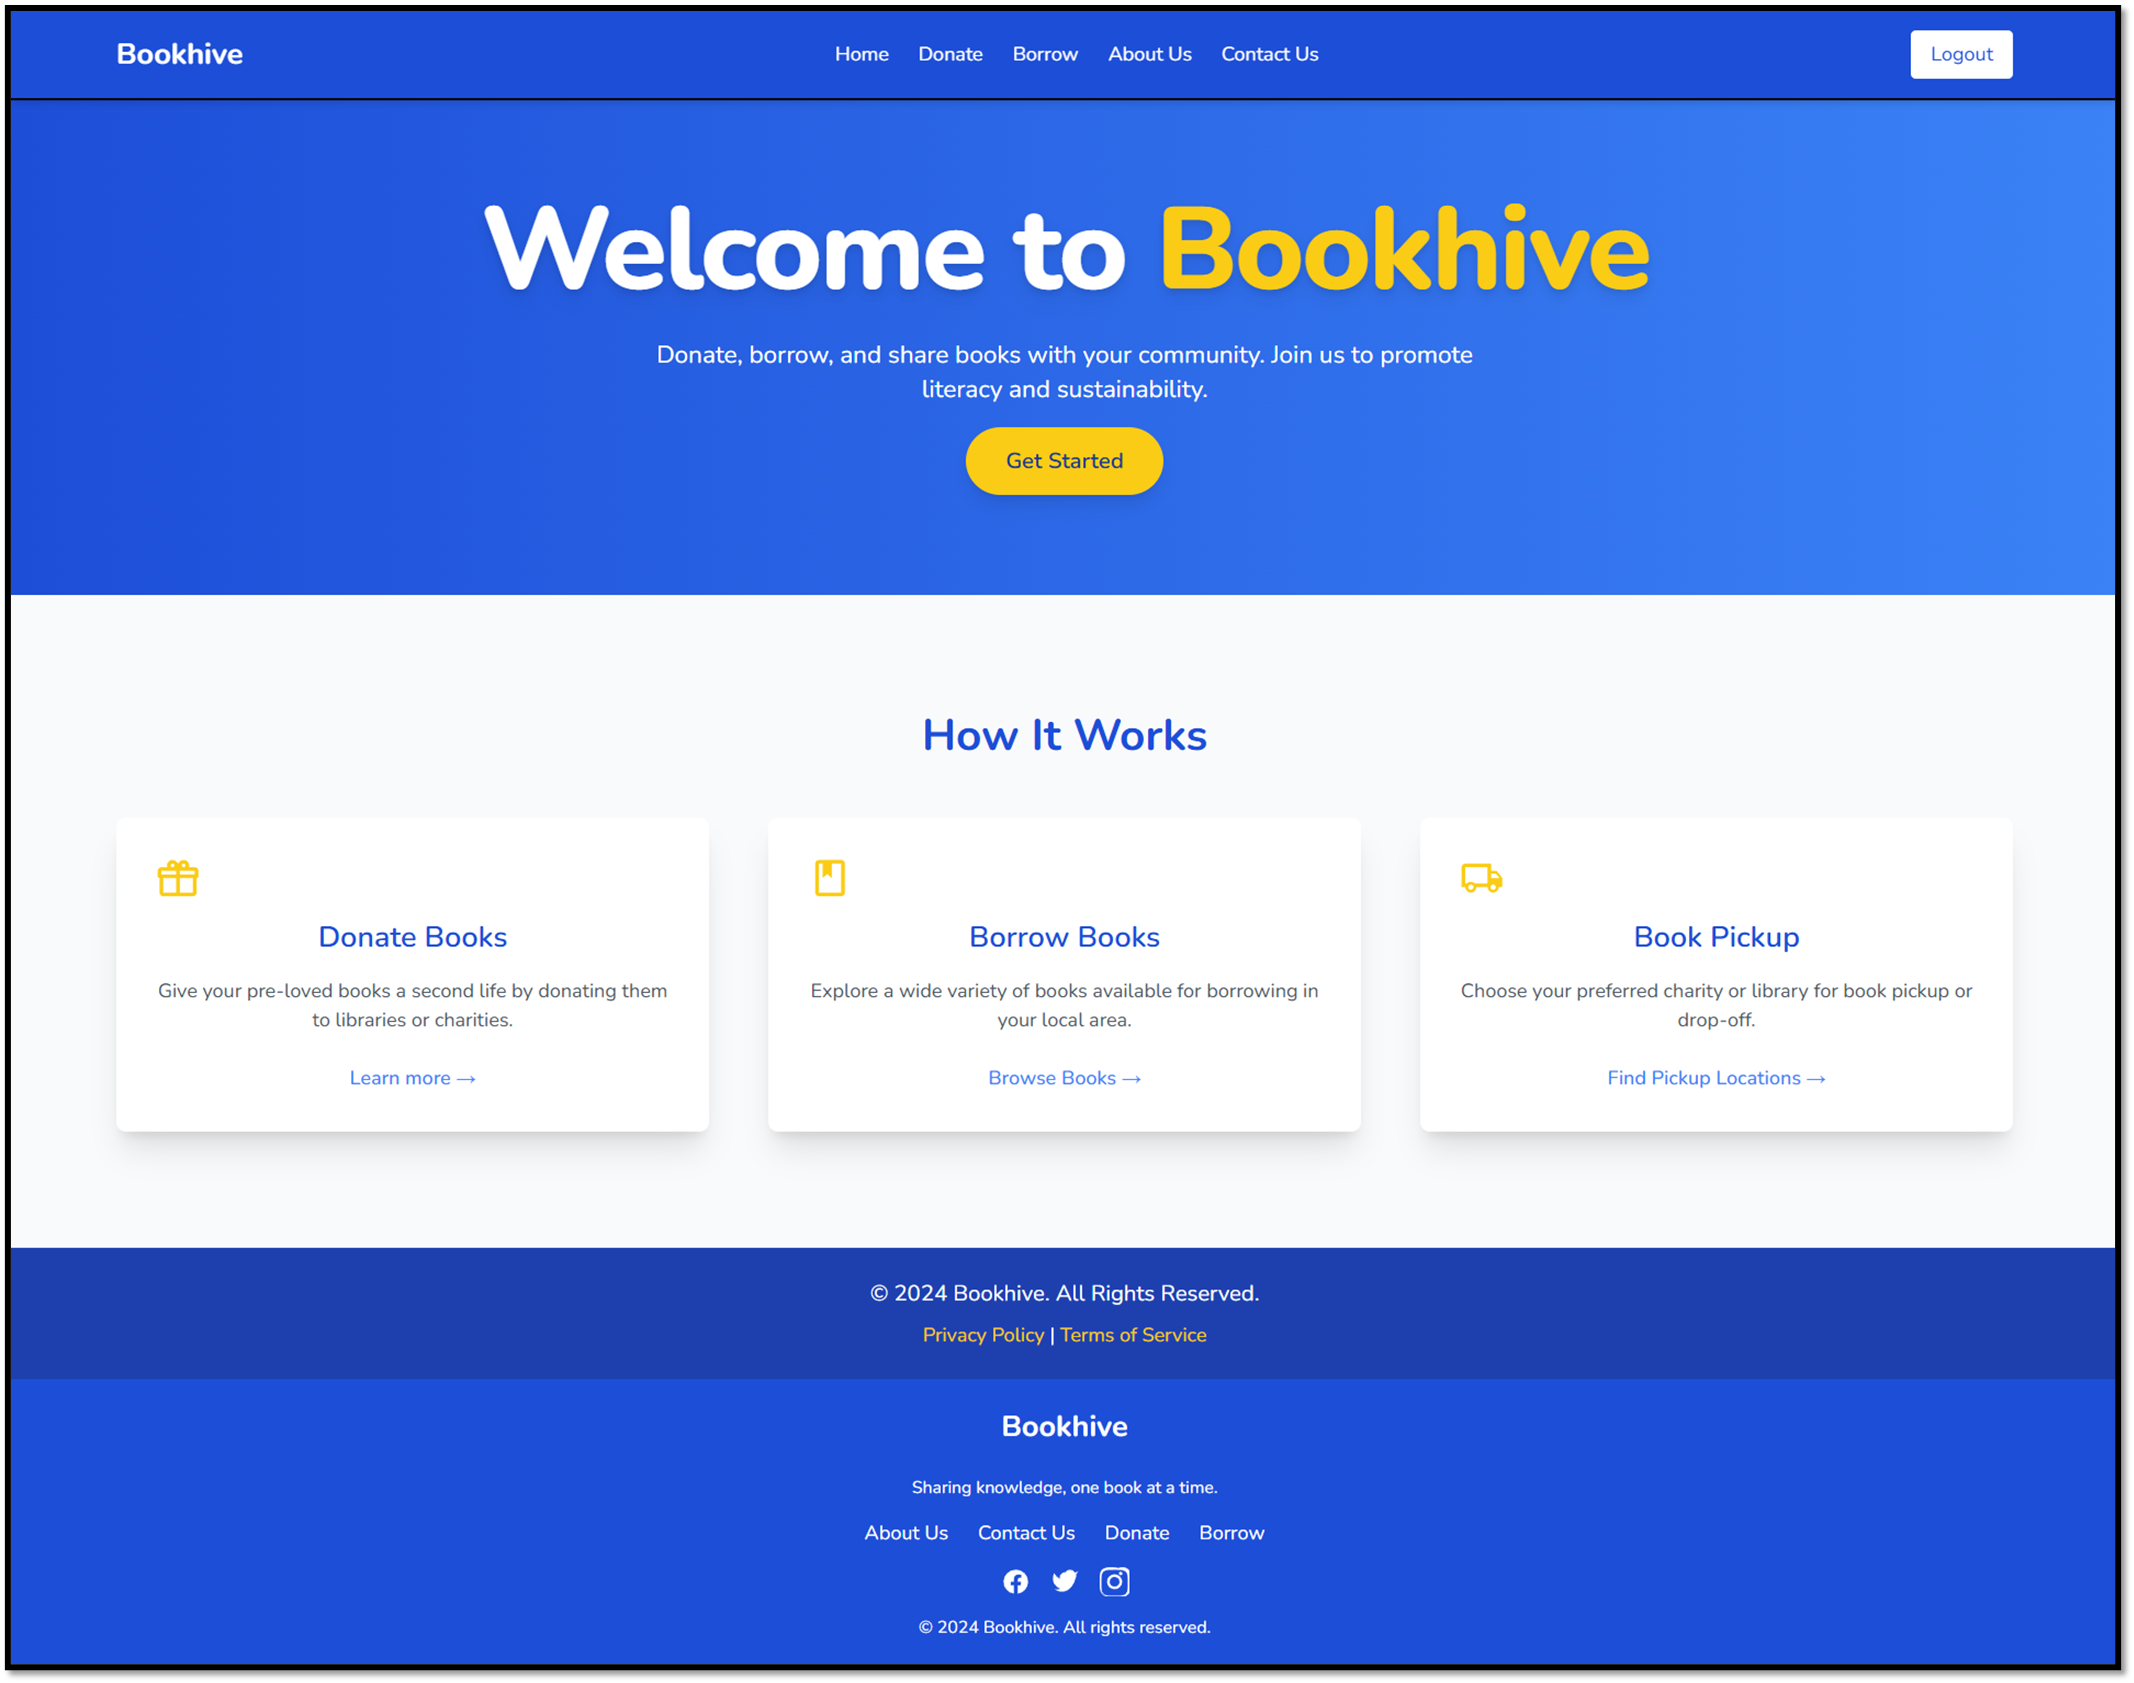 Bookhive
Home Donate Borrow About Us Contact Us
Logout
Welcome to Bookhive
Donate, borrow, and share books with your community. Join us to promote
literacy and sustainability.
Get Started
How It Works
Donate Books
Give your pre-loved books a second life by donating them
to libraries or charities.
Learn more →
Borrow Books
Explore a wide variety of books available for borrowing in
your local area.
Browse Books →
Book Pickup
Choose your preferred charity or library for book pickup or
drop-off.
Find Pickup Locations →
© 2024 Bookhive. All Rights Reserved.
Privacy Policy | Terms of Service
Bookhive
Sharing knowledge, one book at a time.
About Us Contact Us Donate Borrow
© 2024 Bookhive. All rights reserved.